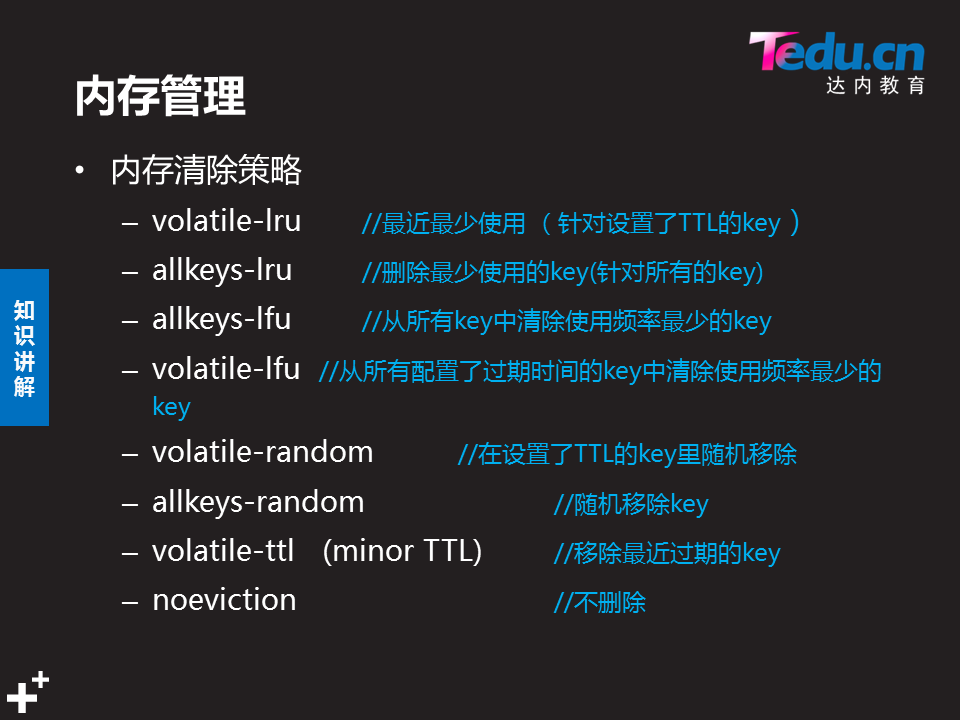 Tedu.cn
达内教育
内存管理
• 内存清除策略
– volatile-lru //最近最少使用 （针对设置了TTL的key）
– allkeys-lru //删除最少使用的key(针对所有的key)
– allkeys-lfu //从所有key中清除使用频率最少的key
– volatile-lfu //从所有配置了过期时间的key中清除使用频率最少的
key
– volatile-random //在设置了TTL的key里随机移除
– allkeys-random //随机移除key
– volatile-ttl (minor TTL) //移除最近过期的key
– noeviction //不删除
知
识
讲
解